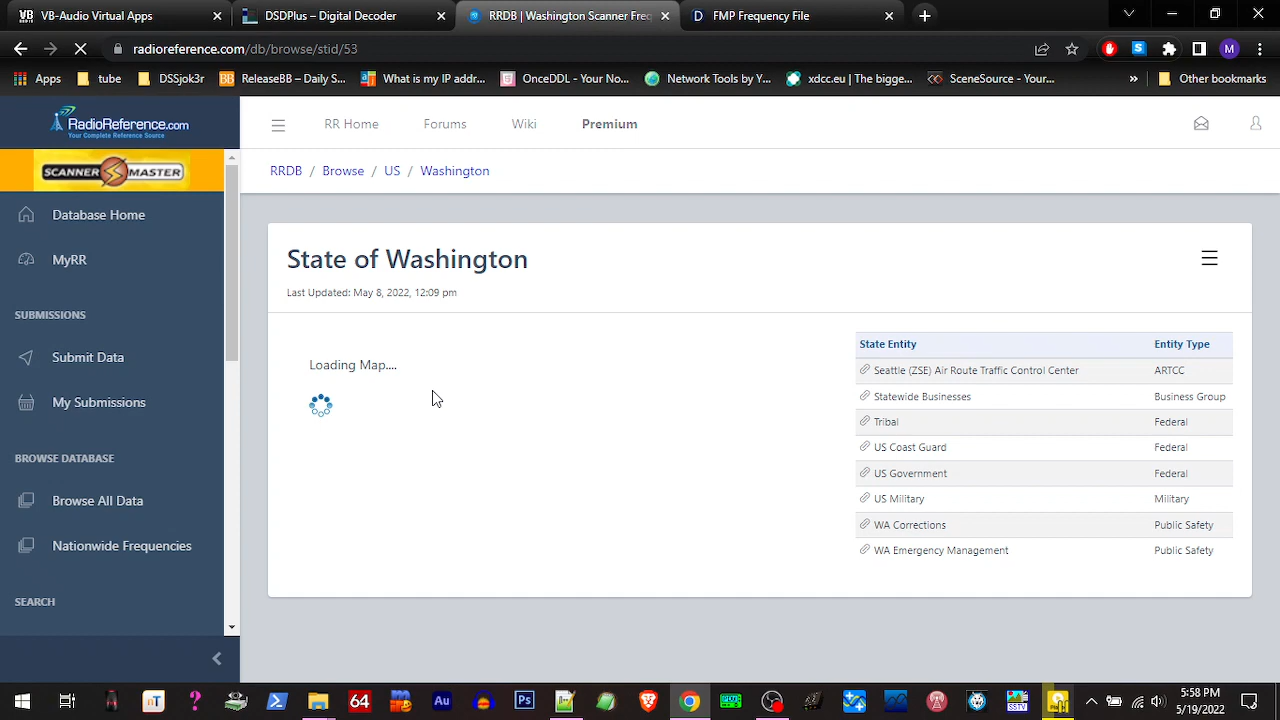 VB-Audio Virtual Apps
DSDPlus – Digital Decoder
RRDB | Washington Scanner Freq
FMP Frequency File
radioreference.com/db/browse/stid/53
M
Apps
tube
DSSjok3r
ReleaseBB – Daily S...
What is my IP addr...
OnceDDL - Your No...
Network Tools by Y...
xdcc.eu | The bigge...
SceneSource - Your...
»
Other Bookmarks
RadioReference.com
Your Complete Reference Source
SCANNER MASTER
RR Home
Forums
Wiki
Premium
RRDB / Browse / US / Washington
Database Home
MyRR
SUBMISSIONS
Submit Data
My Submissions
BROWSE DATABASE
Browse All Data
Nationwide Frequencies
SEARCH
State of Washington
Last Updated: May 8, 2022, 12:09 pm
Loading Map....
State Entity Entity Type
Seattle (ZSE) Air Route Traffic Control Center ARTCC
Statewide Businesses Business Group
Tribal Federal
US Coast Guard Federal
US Government Federal
US Military Military
WA Corrections Public Safety
WA Emergency Management Public Safety
5:58 PM
5/19/2022